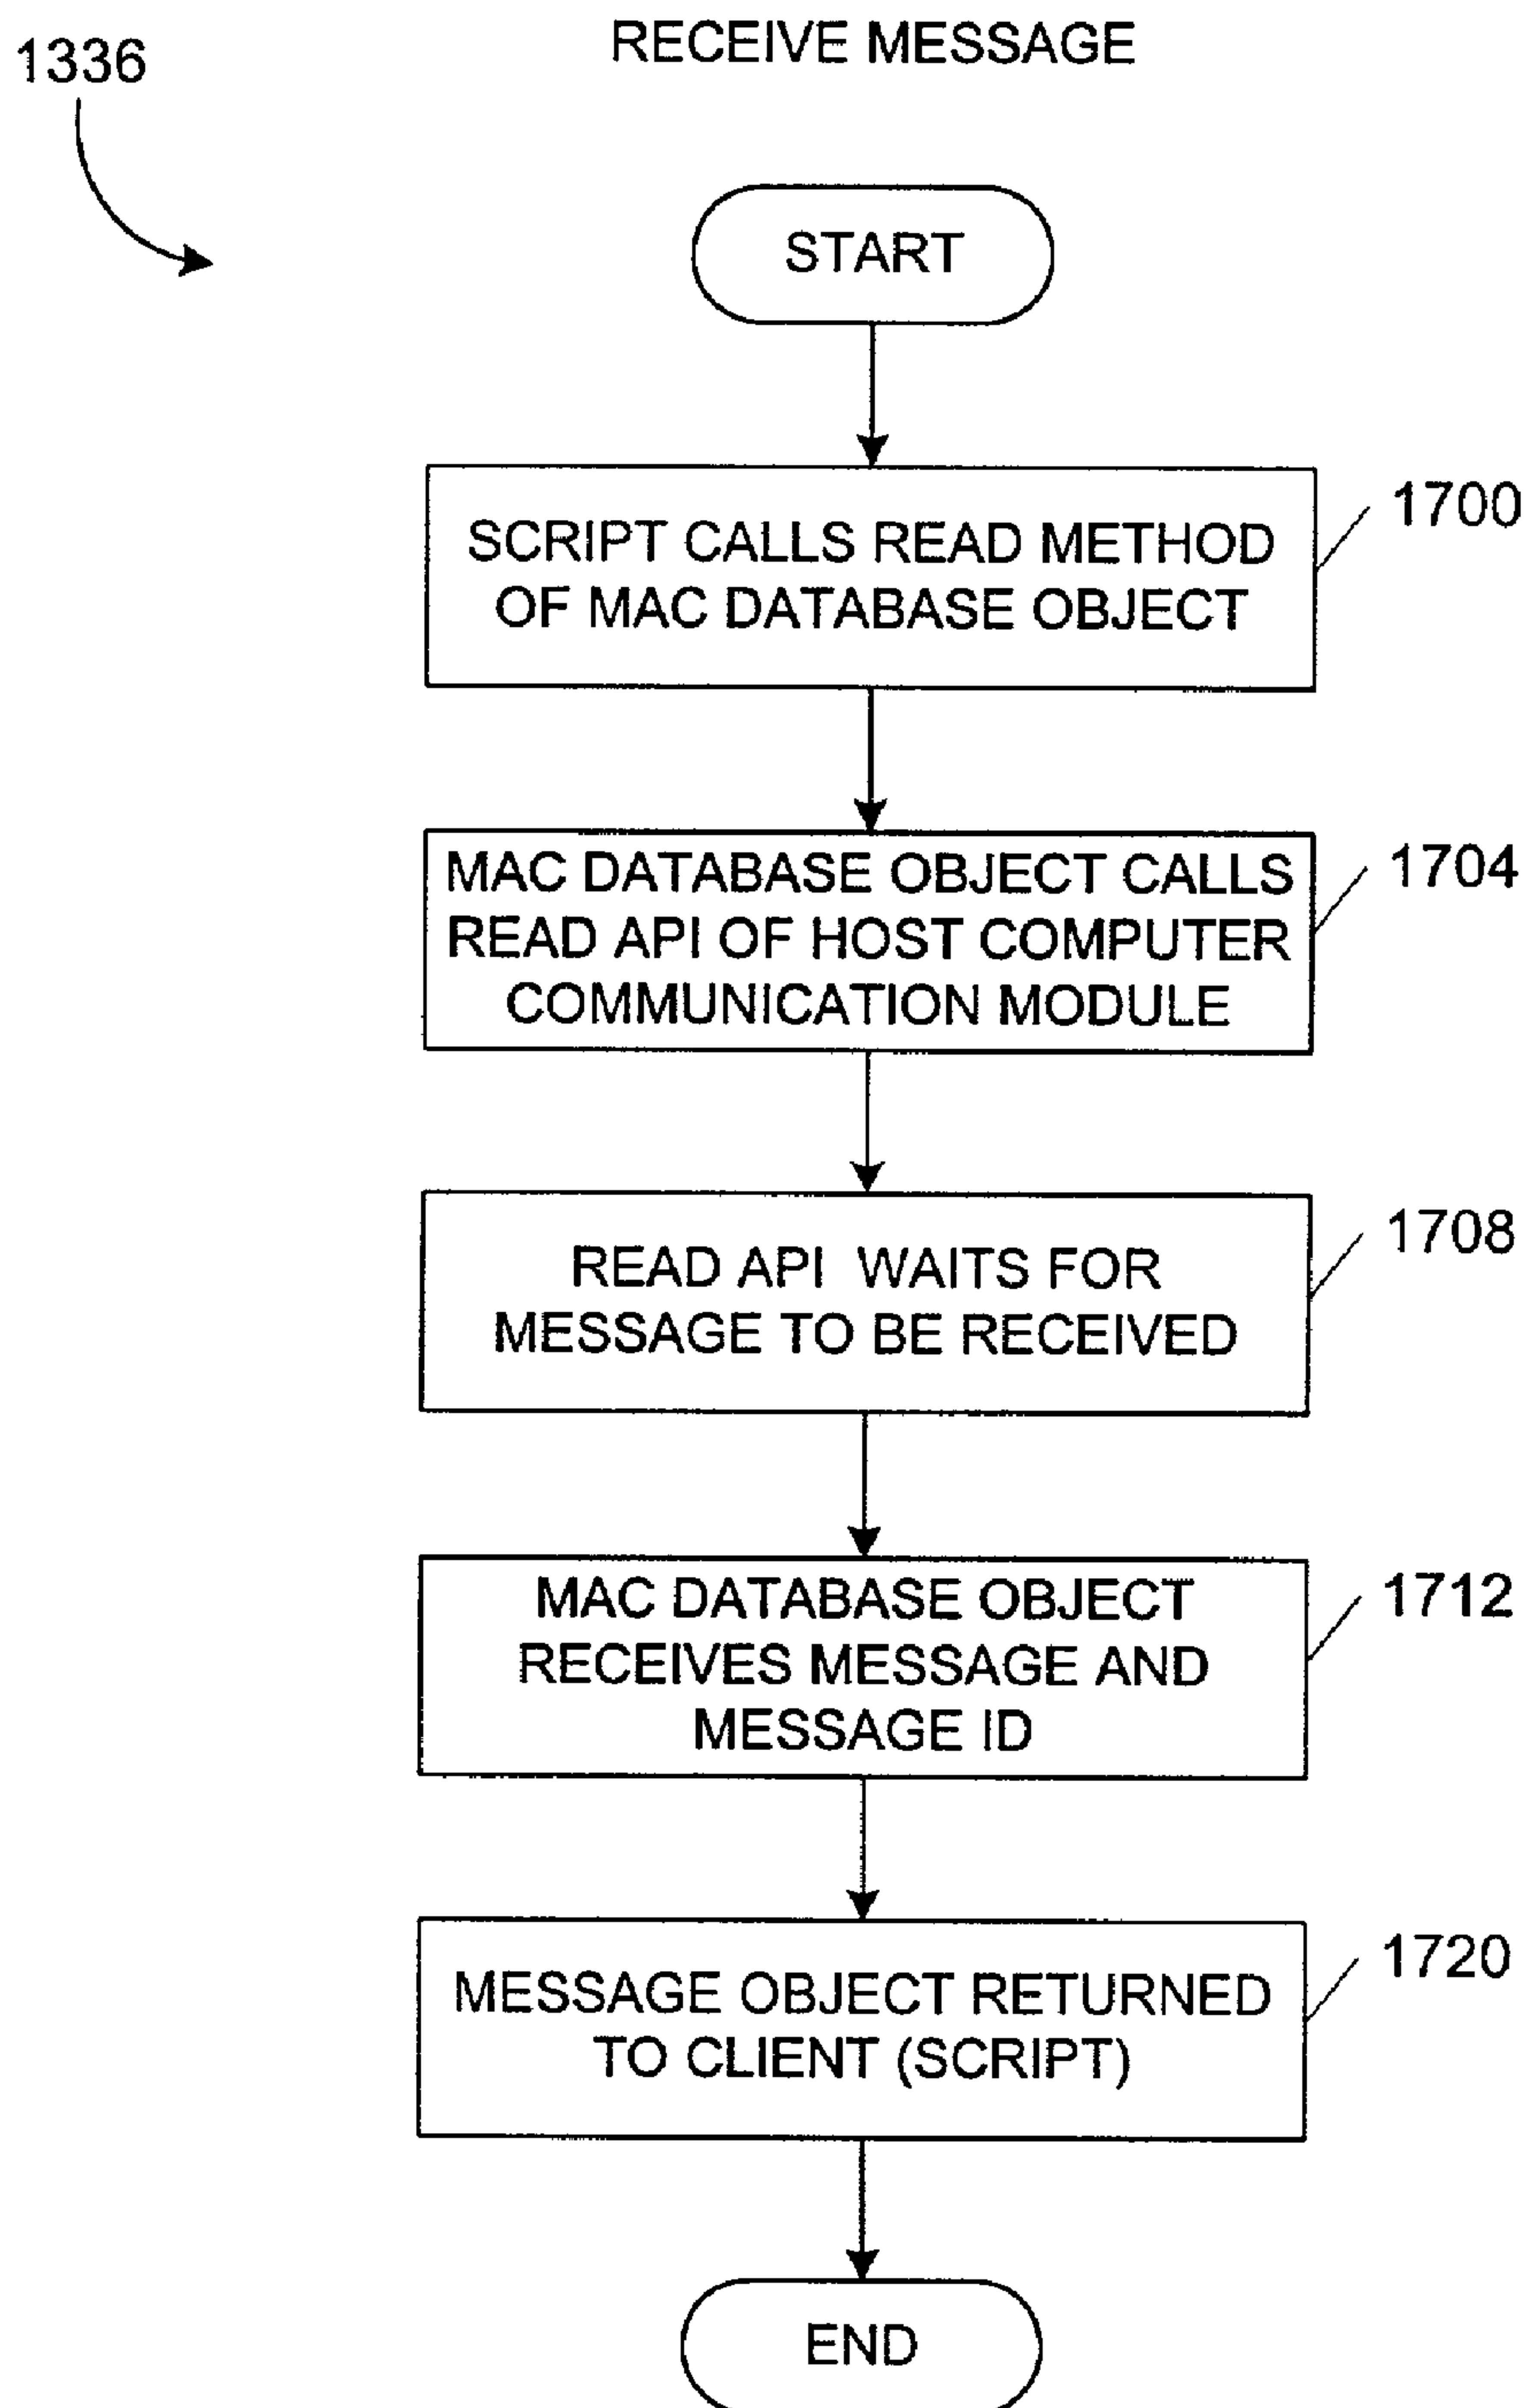 1336
RECEIVE MESSAGE
START
SCRIPT CALLS READ METHOD
OF MAC DATABASE OBJECT
1700
MAC DATABASE OBJECT CALLS
READ API OF HOST COMPUTER
COMMUNICATION MODULE
1704
READ API WAITS FOR
MESSAGE TO BE RECEIVED
1708
MAC DATABASE OBJECT
RECEIVES MESSAGE AND
MESSAGE ID
1712
MESSAGE OBJECT RETURNED
TO CLIENT (SCRIPT)
1720
END